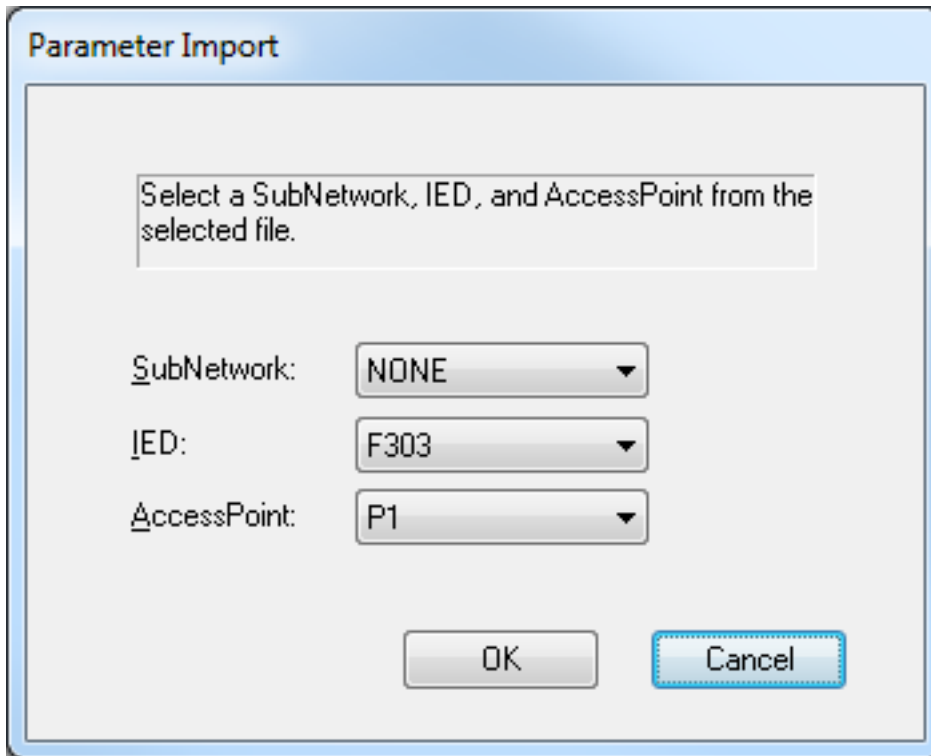 Parameter Import
Select a SubNetwork, IED, and AccessPoint from the
selected file.
SubNetwork: NONE
IED: F303
AccessPoint: P1
OK Cancel